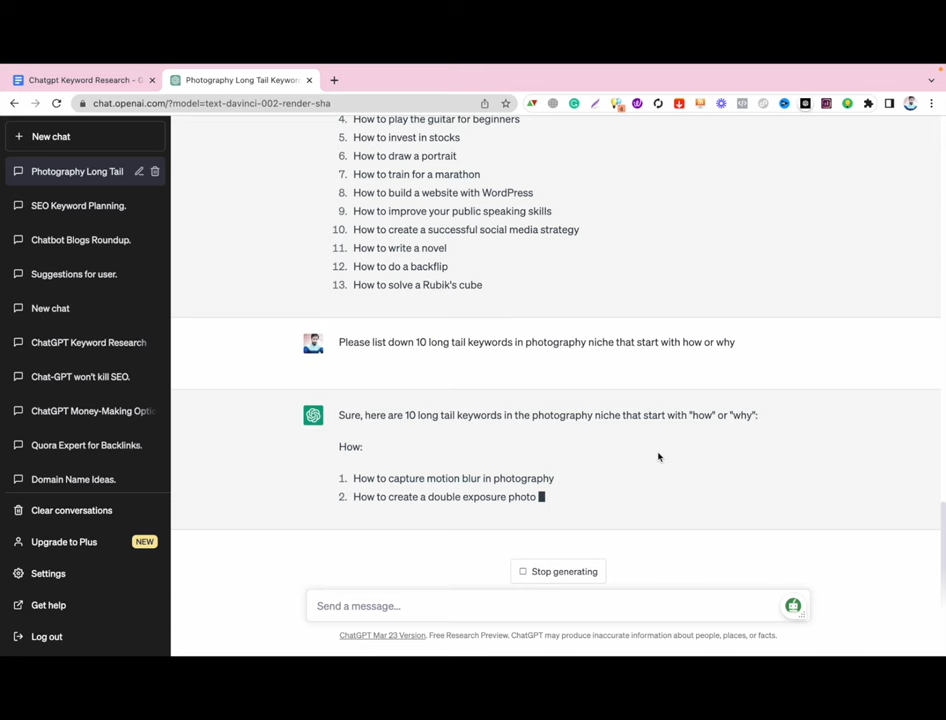 Chatgpt Keyword Research - G
Photography Long Tail Keywor
chat.openai.com/?model=text-davinci-002-render-sha
New chat
Photography Long Tail
SEO Keyword Planning.
Chatbot Blogs Roundup.
Suggestions for user.
New chat
ChatGPT Keyword Research
Chat-GPT won't kill SEO.
ChatGPT Money-Making Optio
Quora Expert for Backlinks.
Domain Name Ideas.
Clear conversations
Upgrade to Plus NEW
Settings
Get help
Log out
4. How to play the guitar for beginners
5. How to invest in stocks
6. How to draw a portrait
7. How to train for a marathon
8. How to build a website with WordPress
9. How to improve your public speaking skills
10. How to create a successful social media strategy
11. How to write a novel
12. How to do a backflip
13. How to solve a Rubik's cube
Please list down 10 long tail keywords in photography niche that start with how or why
Sure, here are 10 long tail keywords in the photography niche that start with "how" or "why":
How:
1. How to capture motion blur in photography
2. How to create a double exposure photo
Stop generating
Send a message...
ChatGPT Mar 23 Version. Free Research Preview. ChatGPT may produce inaccurate information about people, places, or facts.